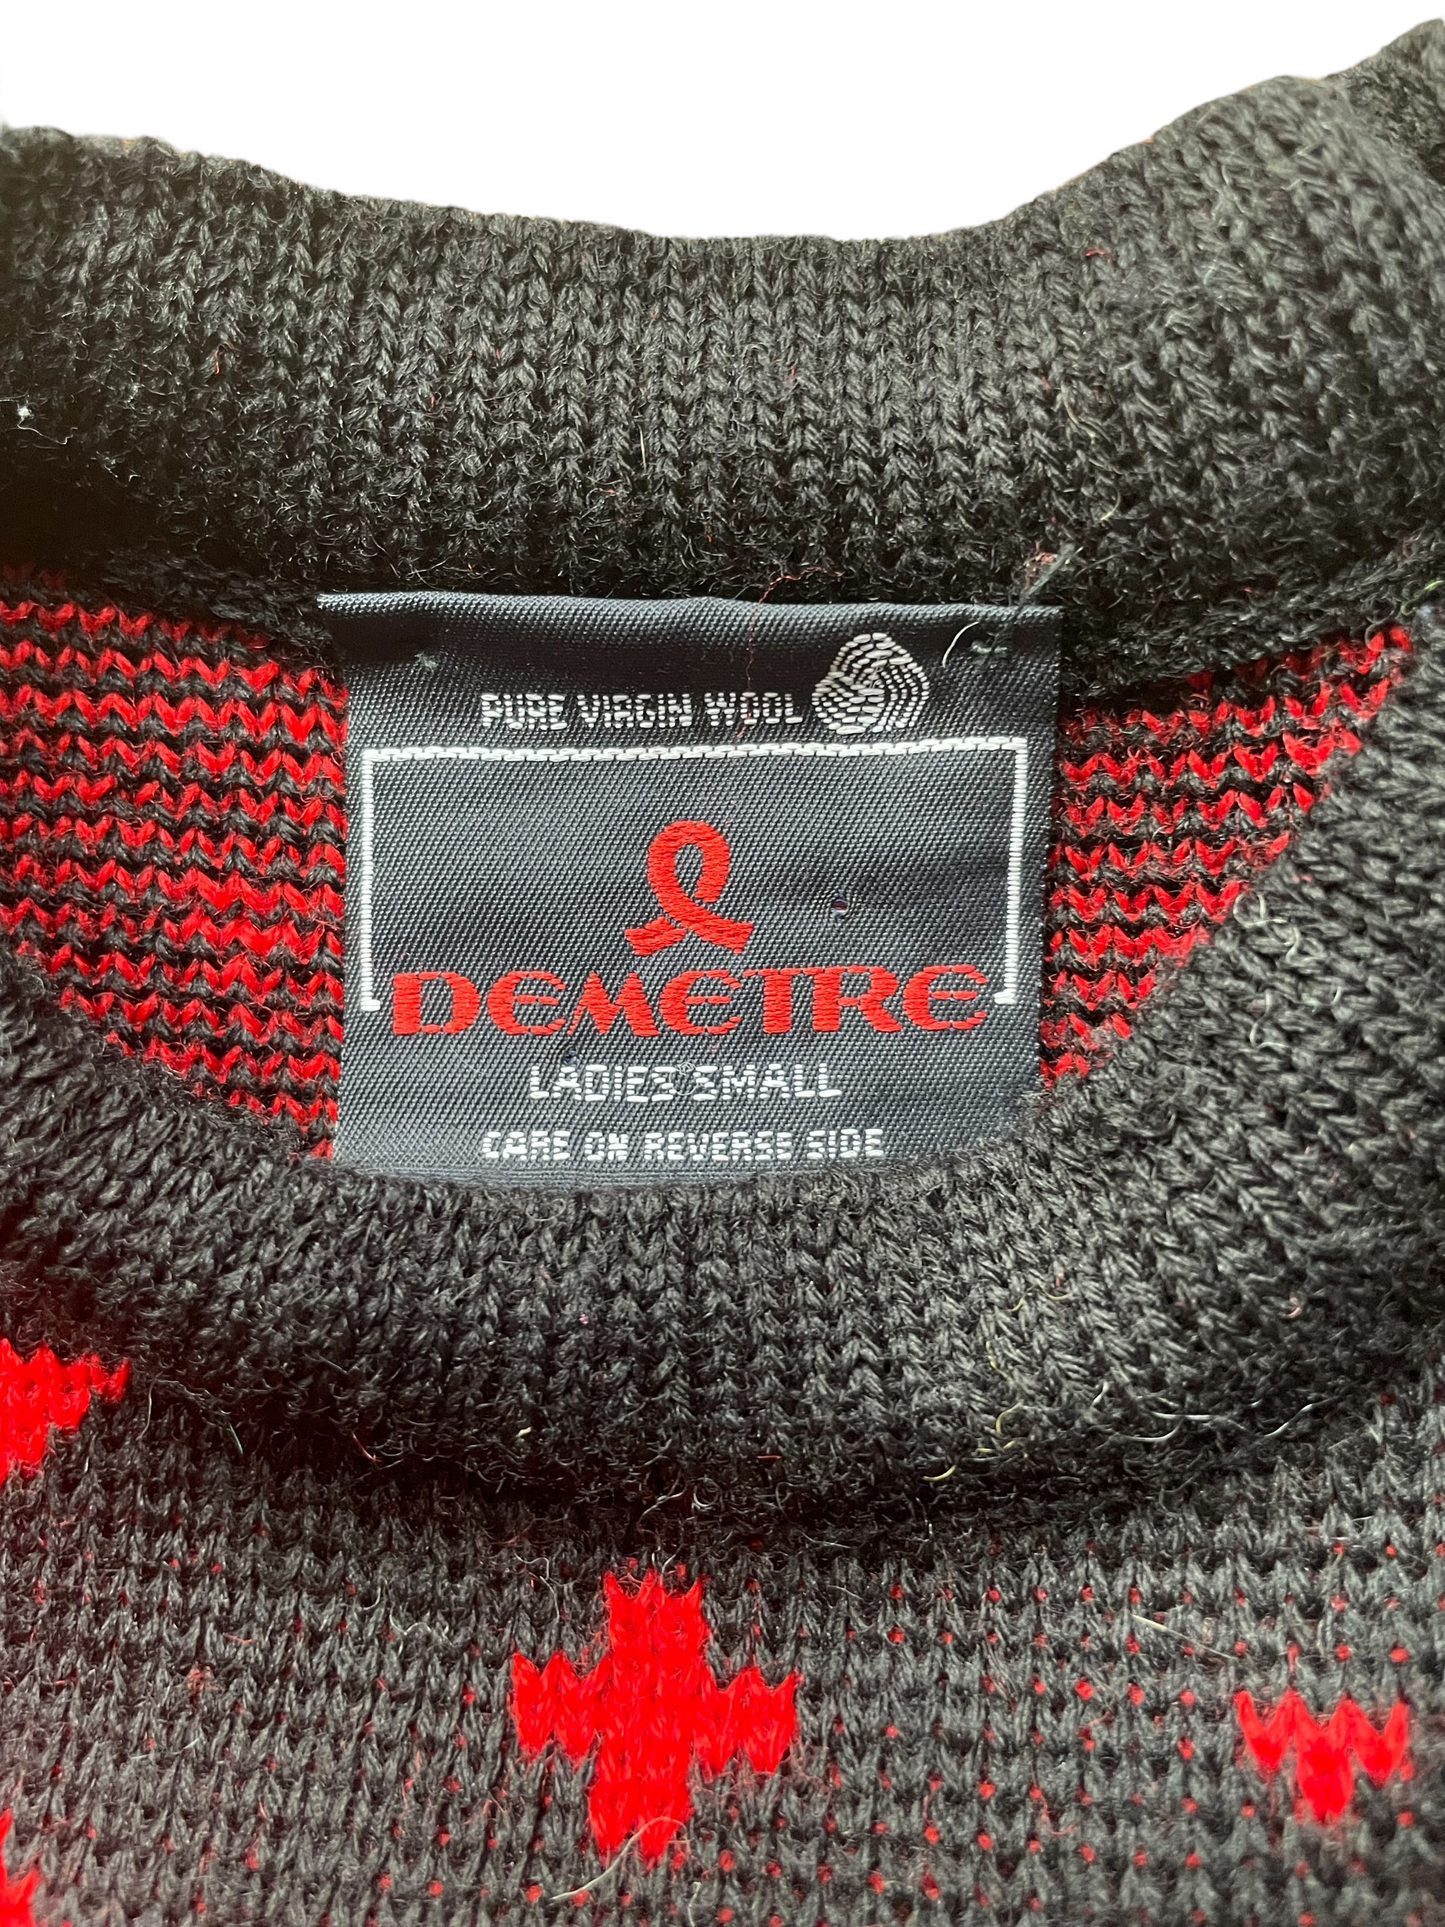 PURE VIRGIN WOOL
DEMETRE
LADIES SMALL
CARE ON REVERSE SIDE